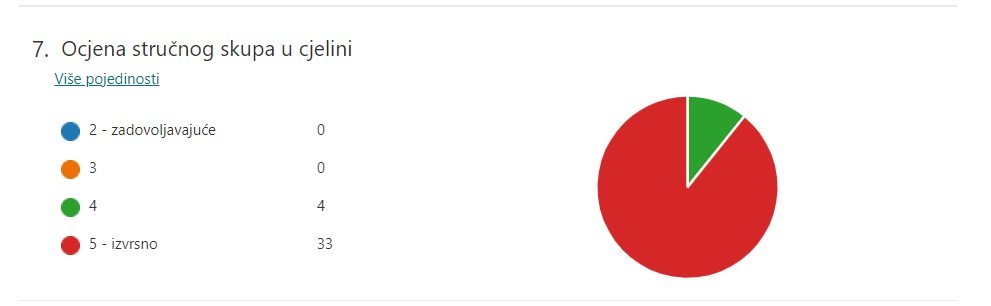 7. Ocjena stručnog skupa u cjelini
Više pojedinosti
2 - zadovoljavajuće 0
3 0
4 4
5 - izvrsno 33